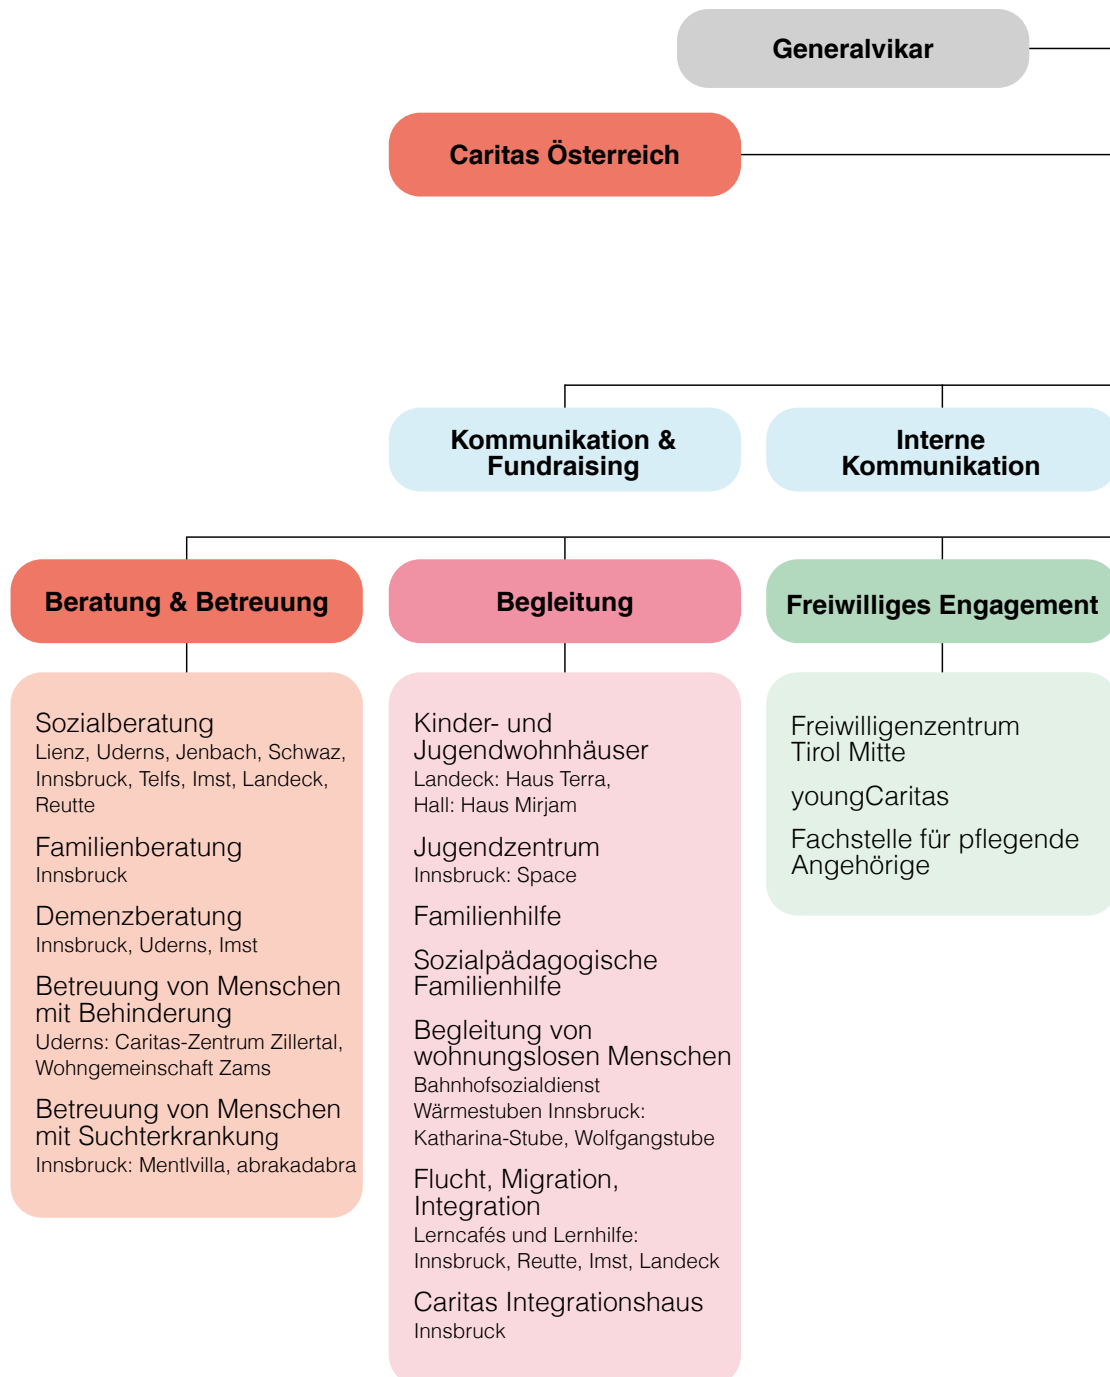 Generalvikar
Caritas Österreich
Kommunikation &
Fundraising
Interne
Kommunikation
Beratung & Betreuung
Sozialberatung
Lienz, Uderns, Jenbach, Schwaz,
Innsbruck, Telfs, Imst, Landeck,
Reutte
Familienberatung
Innsbruck
Demenzberatung
Innsbruck, Uderns, Imst
Betreuung von Menschen
mit Behinderung
Uderns: Caritas-Zentrum Zillertal,
Wohngemeinschaft Zams
Betreuung von Menschen
mit Suchterkrankung
Innsbruck: Mentlvilla, abrakadabra
Begleitung
Kinder- und
Jugendwohnhäuser
Landeck: Haus Terra,
Hall: Haus Mirjam
Jugendzentrum
Innsbruck: Space
Familienhilfe
Sozialpädagogische
Familienhilfe
Begleitung von
wohnungslosen Menschen
Bahnhofsozialdienst
Wärmestuben Innsbruck:
Katharina-Stube, Wolfgangstube
Flucht, Migration,
Integration
Lerncafés und Lernhilfe:
Innsbruck, Reutte, Imst, Landeck
Caritas Integrationshaus
Innsbruck
Freiwilliges Engagement
Freiwilligenzentrum
Tirol Mitte
youngCaritas
Fachstelle für pflegende
Angehörige